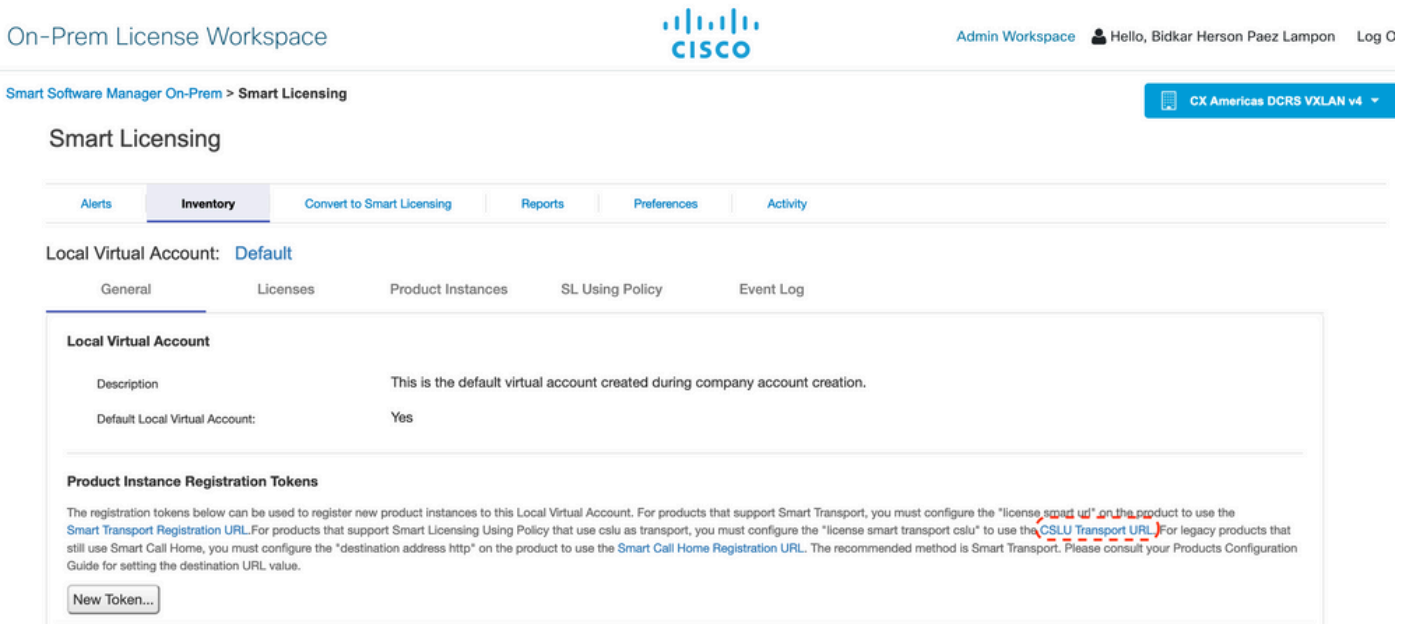 On-Prem License Workspace
CISCO
Admin Workspace Hello, Bidkar Herson Paez Lampon Log O
Smart Software Manager On-Prem > Smart Licensing
CX Americas DCRS VXLAN v4
Smart Licensing
Alerts Inventory Convert to Smart Licensing Reports Preferences Activity
Local Virtual Account: Default
General Licenses Product Instances SL Using Policy Event Log
Local Virtual Account
Description This is the default virtual account created during company account creation.
Default Local Virtual Account: Yes
Product Instance Registration Tokens
The registration tokens below can be used to register new product instances to this Local Virtual Account. For products that support Smart Transport, you must configure the "license smart url" on the product to use the
Smart Transport Registration URL.For products that support Smart Licensing Using Policy that use cslu as transport, you must configure the "license smart transport cslu" to use the CSLU Transport URL.For legacy products that
still use Smart Call Home, you must configure the "destination address http" on the product to use the Smart Call Home Registration URL. The recommended method is Smart Transport. Please consult your Products Configuration
Guide for setting the destination URL value.
New Token...